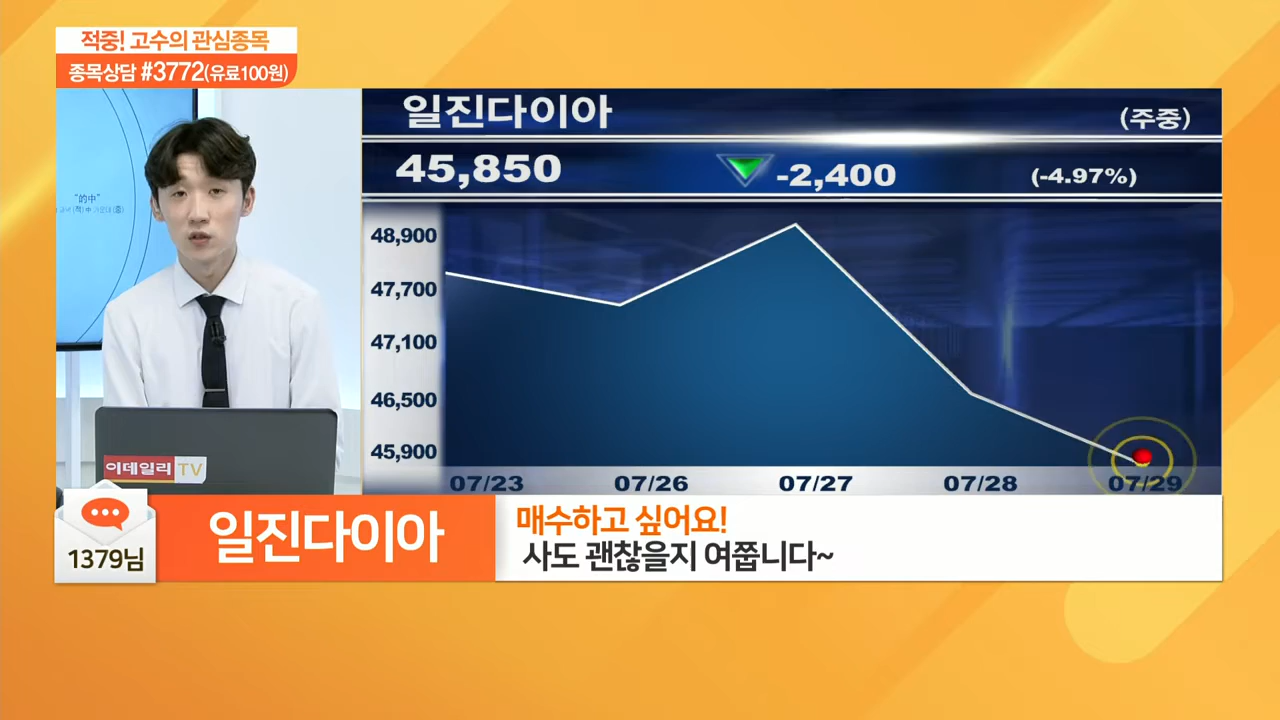 적중! 고수의 관심종목
종목상담 #3772(유료100원)
"的中"
일진다이아
(주중)
45,850
-2,400
(-4.97%)
48,900
47,700
47,100
46,500
45,900
07/23
07/26
07/27
07/28
07/29
이데일리TV
1379님
일진다이아
매수하고 싶어요!
사도 괜찮을지 여쭙니다~